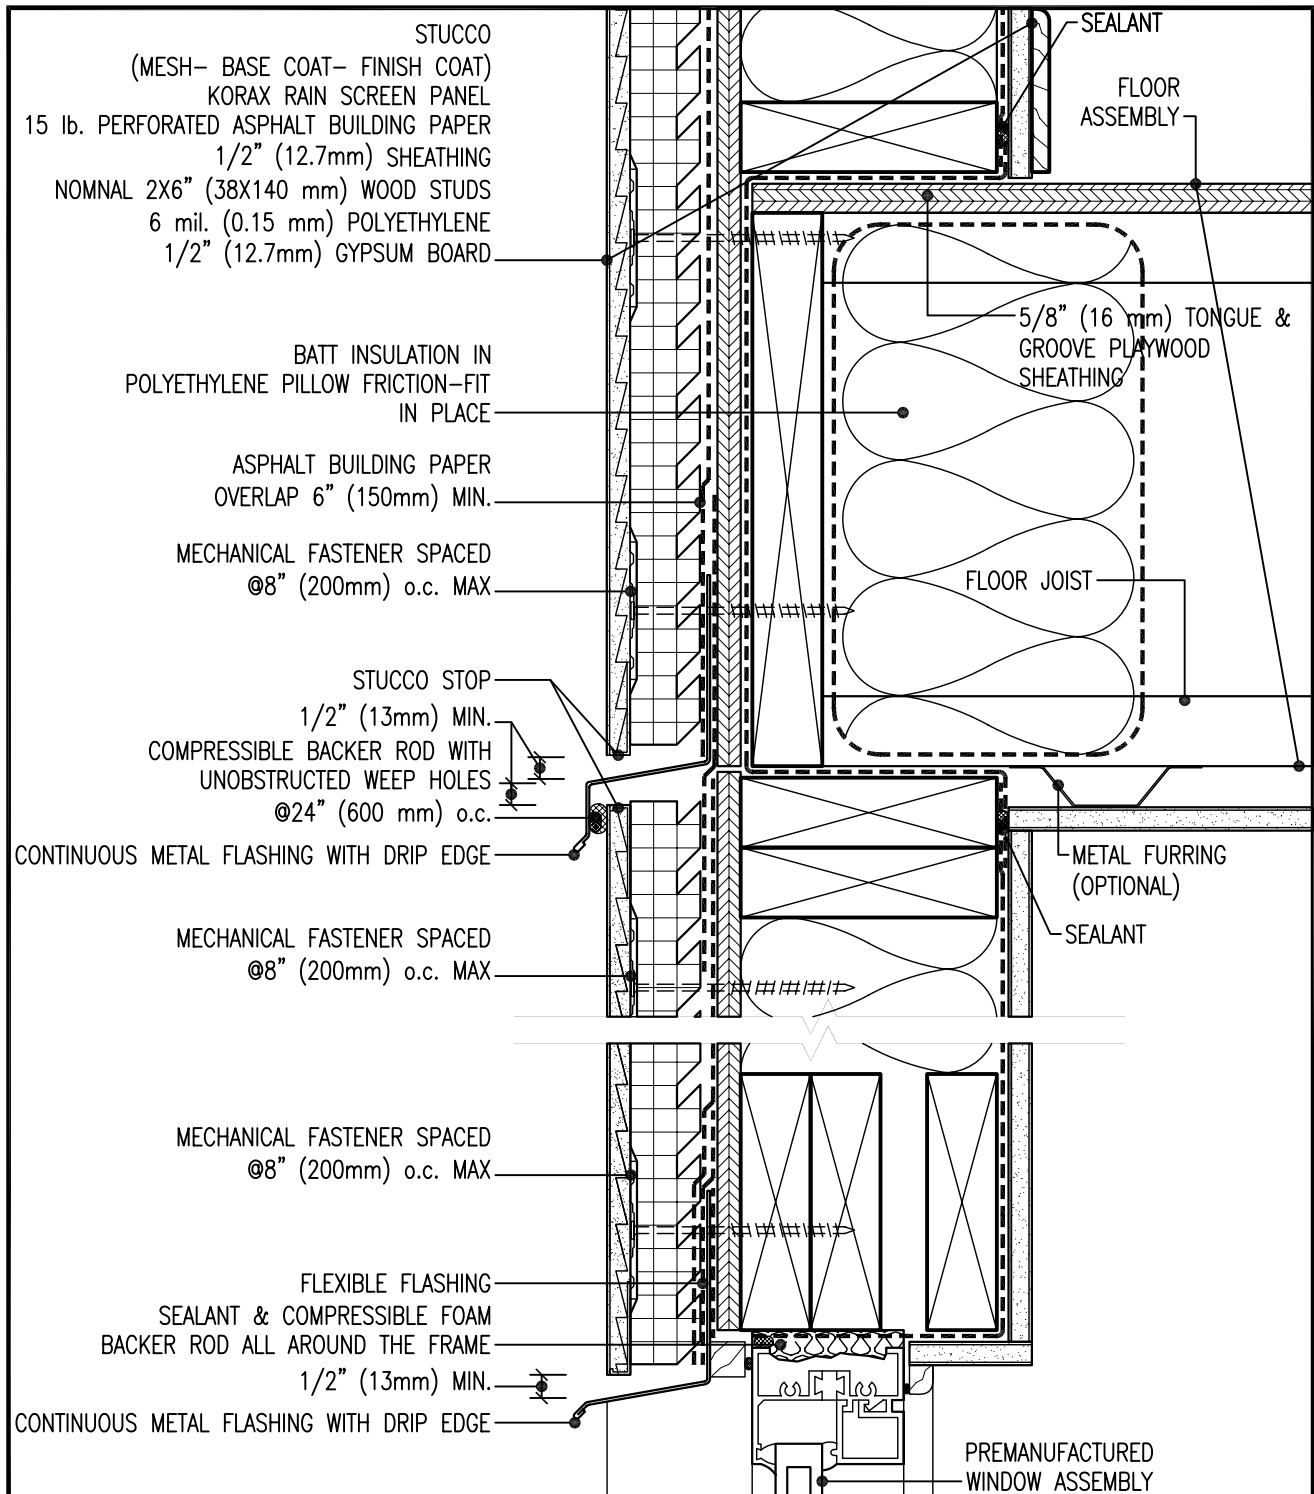 STUCCO
(MESH- BASE COAT- FINISH COAT)
KORAX RAIN SCREEN PANEL
15 lb. PERFORATED ASPHALT BUILDING PAPER
1/2" (12.7mm) SHEATHING
NOMNAL 2X6" (38X140 mm) WOOD STUDS
6 mil. (0.15 mm) POLYETHYLENE
1/2" (12.7mm) GYPSUM BOARD
BATT INSULATION IN
POLYETHYLENE PILLOW FRICTION-FIT
IN PLACE
ASPHALT BUILDING PAPER
OVERLAP 6" (150mm) MIN.
MECHANICAL FASTENER SPACED
@8" (200mm) o.c. MAX
STUCCO STOP
1/2" (13mm) MIN.
COMPRESSIBLE BACKER ROD WITH
UNOBSTRUCTED WEEP HOLES
@24" (600 mm) o.c.
CONTINUOUS METAL FLASHING WITH DRIP EDGE
MECHANICAL FASTENER SPACED
@8" (200mm) o.c. MAX
MECHANICAL FASTENER SPACED
@8" (200mm) o.c. MAX
FLEXIBLE FLASHING
SEALANT & COMPRESSIBLE FOAM
BACKER ROD ALL AROUND THE FRAME
1/2" (13mm) MIN.
CONTINUOUS METAL FLASHING WITH DRIP EDGE
SEALANT
FLOOR
ASSEMBLY
5/8" (16 mm) TONGUE &
GROOVE PLAYWOOD
SHEATHING
FLOOR JOIST
METAL FURRING
(OPTIONAL)
SEALANT
PREMANUFACTURED
WINDOW ASSEMBLY